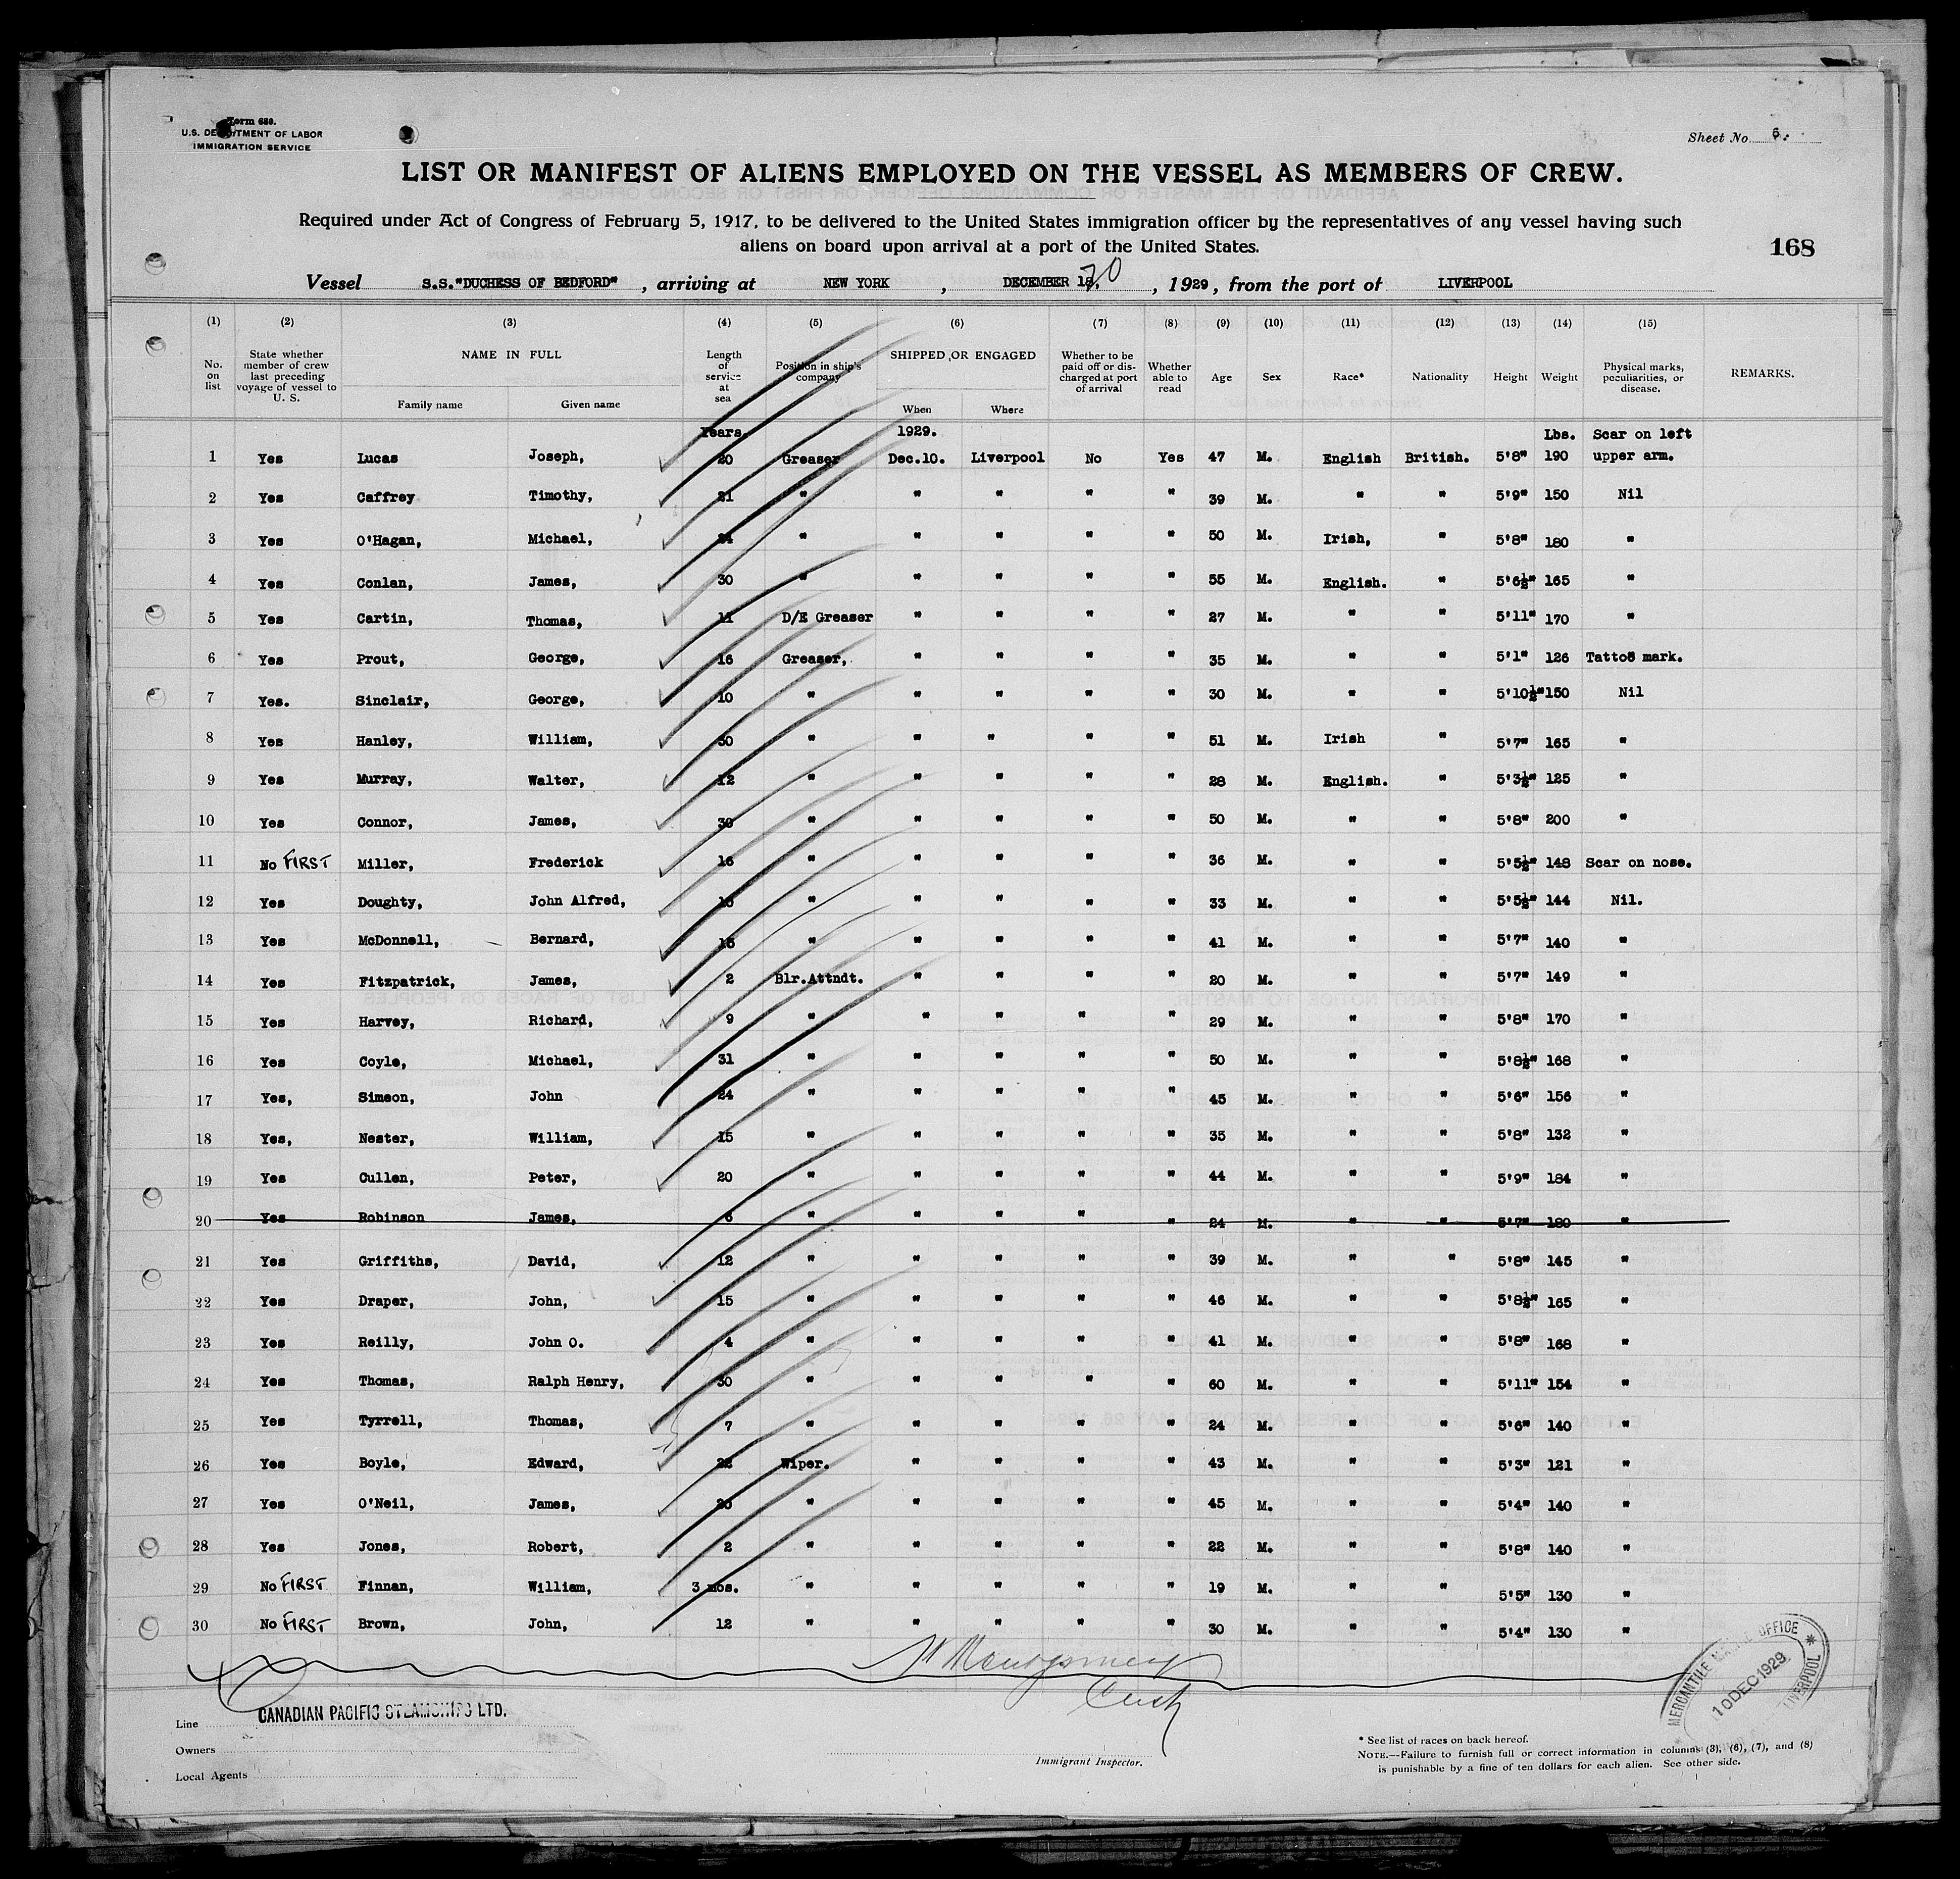 Form 680.
U.S. DEPARTMENT OF LABOR
IMMIGRATION SERVICE
Sheet No. 6.
LIST OR MANIFEST OF ALIENS EMPLOYED ON THE VESSEL AS MEMBERS OF CREW.
Required under Act of Congress of February 5, 1917, to be delivered to the United States immigration officer by the representatives of any vessel having such
aliens on board upon arrival at a port of the United States.
168
Vessel S.S."DUCHESS OF BEDFORD" , arriving at NEW YORK , DECEMBER 20 , 1929, from the port of LIVERPOOL
(1) (2) (3) (4) (5) (6) (7) (8) (9) (10) (11) (12) (13) (14) (15)
No. on list State whether member of crew last preceding voyage of vessel to U. S. NAME IN FULL Family name Given name Length of service at sea Position in ship's company SHIPPED OR ENGAGED When Where Whether to be paid off or discharged at port of arrival Whether able to read Age Sex Race* Nationality Height Weight Physical marks, peculiarities, or disease. REMARKS.
Years. 1929. Lbs. Scar on left
1 Yes Lucas Joseph, 20 Greaser Dec.10. Liverpool No Yes 47 M. English British. 5'8" 190 upper arm.
2 Yes Caffrey Timothy, 21 " " " " " 39 M. " " 5'9" 150 Nil
3 Yes O'Hagan, Michael, " " " " " 50 M. Irish, " 5'8" 180 "
4 Yes Conlan, James, 30 " " " " " 55 M. English. " 5'6½" 165 "
5 Yes Cartin, Thomas, 11 D/E Greaser " " " " 27 M. " " 5'11" 170 "
6 Yes Prout, George, 16 Greaser, " " " " 35 M. " " 5'1" 126 Tattoo mark.
7 Yes. Sinclair, George, 10 " " " " " 30 M. " " 5'10½" 150 Nil
8 Yes Hanley, William, 30 " " " " " 51 M. Irish " 5'7" 165 "
9 Yes Murray, Walter, 12 " " " " " 28 M. English. " 5'3½" 125 "
10 Yes Connor, James, 30 " " " " " 50 M. " " 5'8" 200 "
11 No FIRST Miller, Frederick 16 " " " " " 36 M. " " 5'5½" 148 Scar on nose.
12 Yes Doughty, John Alfred, " " " " " 33 M. " " 5'5½" 144 Nil.
13 Yes McDonnell, Bernard, 16 " " " " " 41 M. " " 5'7" 140 "
14 Yes Fitzpatrick, James, 2 Blr.Attndt. " " " " 20 M. " " 5'7" 149 "
15 Yes Harvey, Richard, 9 " " " " " 29 M. " " 5'8" 170 "
16 Yes Coyle, Michael, 31 " " " " " 50 M. " " 5'8½" 168 "
17 Yes, Simeon, John 24 " " " " " 45 M. " " 5'6" 156 "
18 Yes, Nester, William, 15 " " " " " 35 M. " " 5'8" 132 "
19 Yes Cullen, Peter, 20 " " " " " 44 M. " " 5'9" 184 "
20 Yes Robinson James, 6 " " " " " 24 M. " " 5'7" 180 "
21 Yes Griffiths, David, 12 " " " " " 39 M. " " 5'8" 145 "
22 Yes Draper, John, 15 " " " " " 46 M. " " 5'8½" 165 "
23 Yes Reilly, John O. 4 " " " " " 41 M. " " 5'8" 168 "
24 Yes Thomas, Ralph Henry, 30 " " " " " 60 M. " " 5'11" 154 "
25 Yes Tyrrell, Thomas, 7 " " " " " 24 M. " " 5'6" 140 "
26 Yes Boyle, Edward, Wiper. " " " " 43 M. " " 5'3" 121 "
27 Yes O'Neil, James, 20 " " " " " 45 M. " " 5'4" 140 "
28 Yes Jones, Robert, 2 " " " " " 22 M. " " 5'8" 140 "
29 No FIRST Finnan, William, 3 mos. " " " " " 19 M. " " 5'5" 130 "
30 No FIRST Brown, John, 12 " " " " " 30 M. " " 5'4" 130 "
Montgomery
MERCANTILE MARINE OFFICE
10 DEC 1929
LIVERPOOL
Line CANADIAN PACIFIC STEAMSHIPS LTD.
Owners
Local Agents
Immigrant Inspector.
* See list of races on back hereof.
NOTE.—Failure to furnish full or correct information in columns (3), (6), (7), and (8)
is punishable by a fine of ten dollars for each alien. See other side.